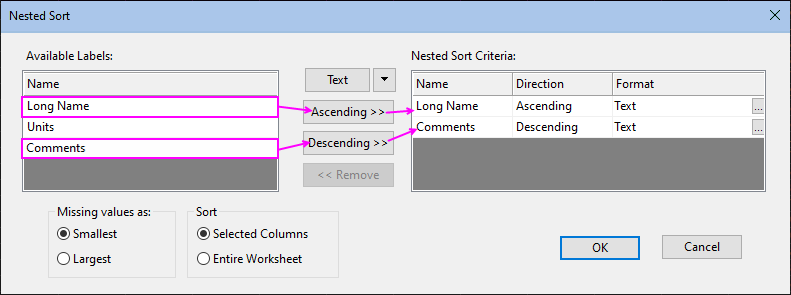 Nested Sort
Available Labels:
Name
Long Name
Units
Comments
Text
Ascending >>
Descending >>
<< Remove
Nested Sort Criteria:
Name Direction Format
Long Name Ascending Text ...
Comments Descending Text ...
Missing values as:
Smallest
Largest
Sort
Selected Columns
Entire Worksheet
OK
Cancel